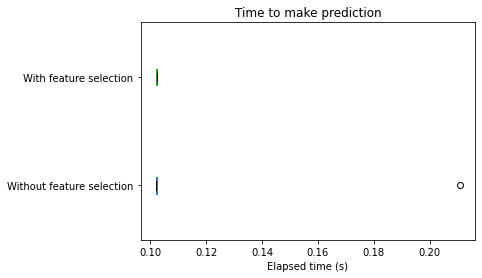 Time to make prediction
With feature selection
Without feature selection
0.10 0.12 0.14 0.16 0.18 0.20
Elapsed time (s)